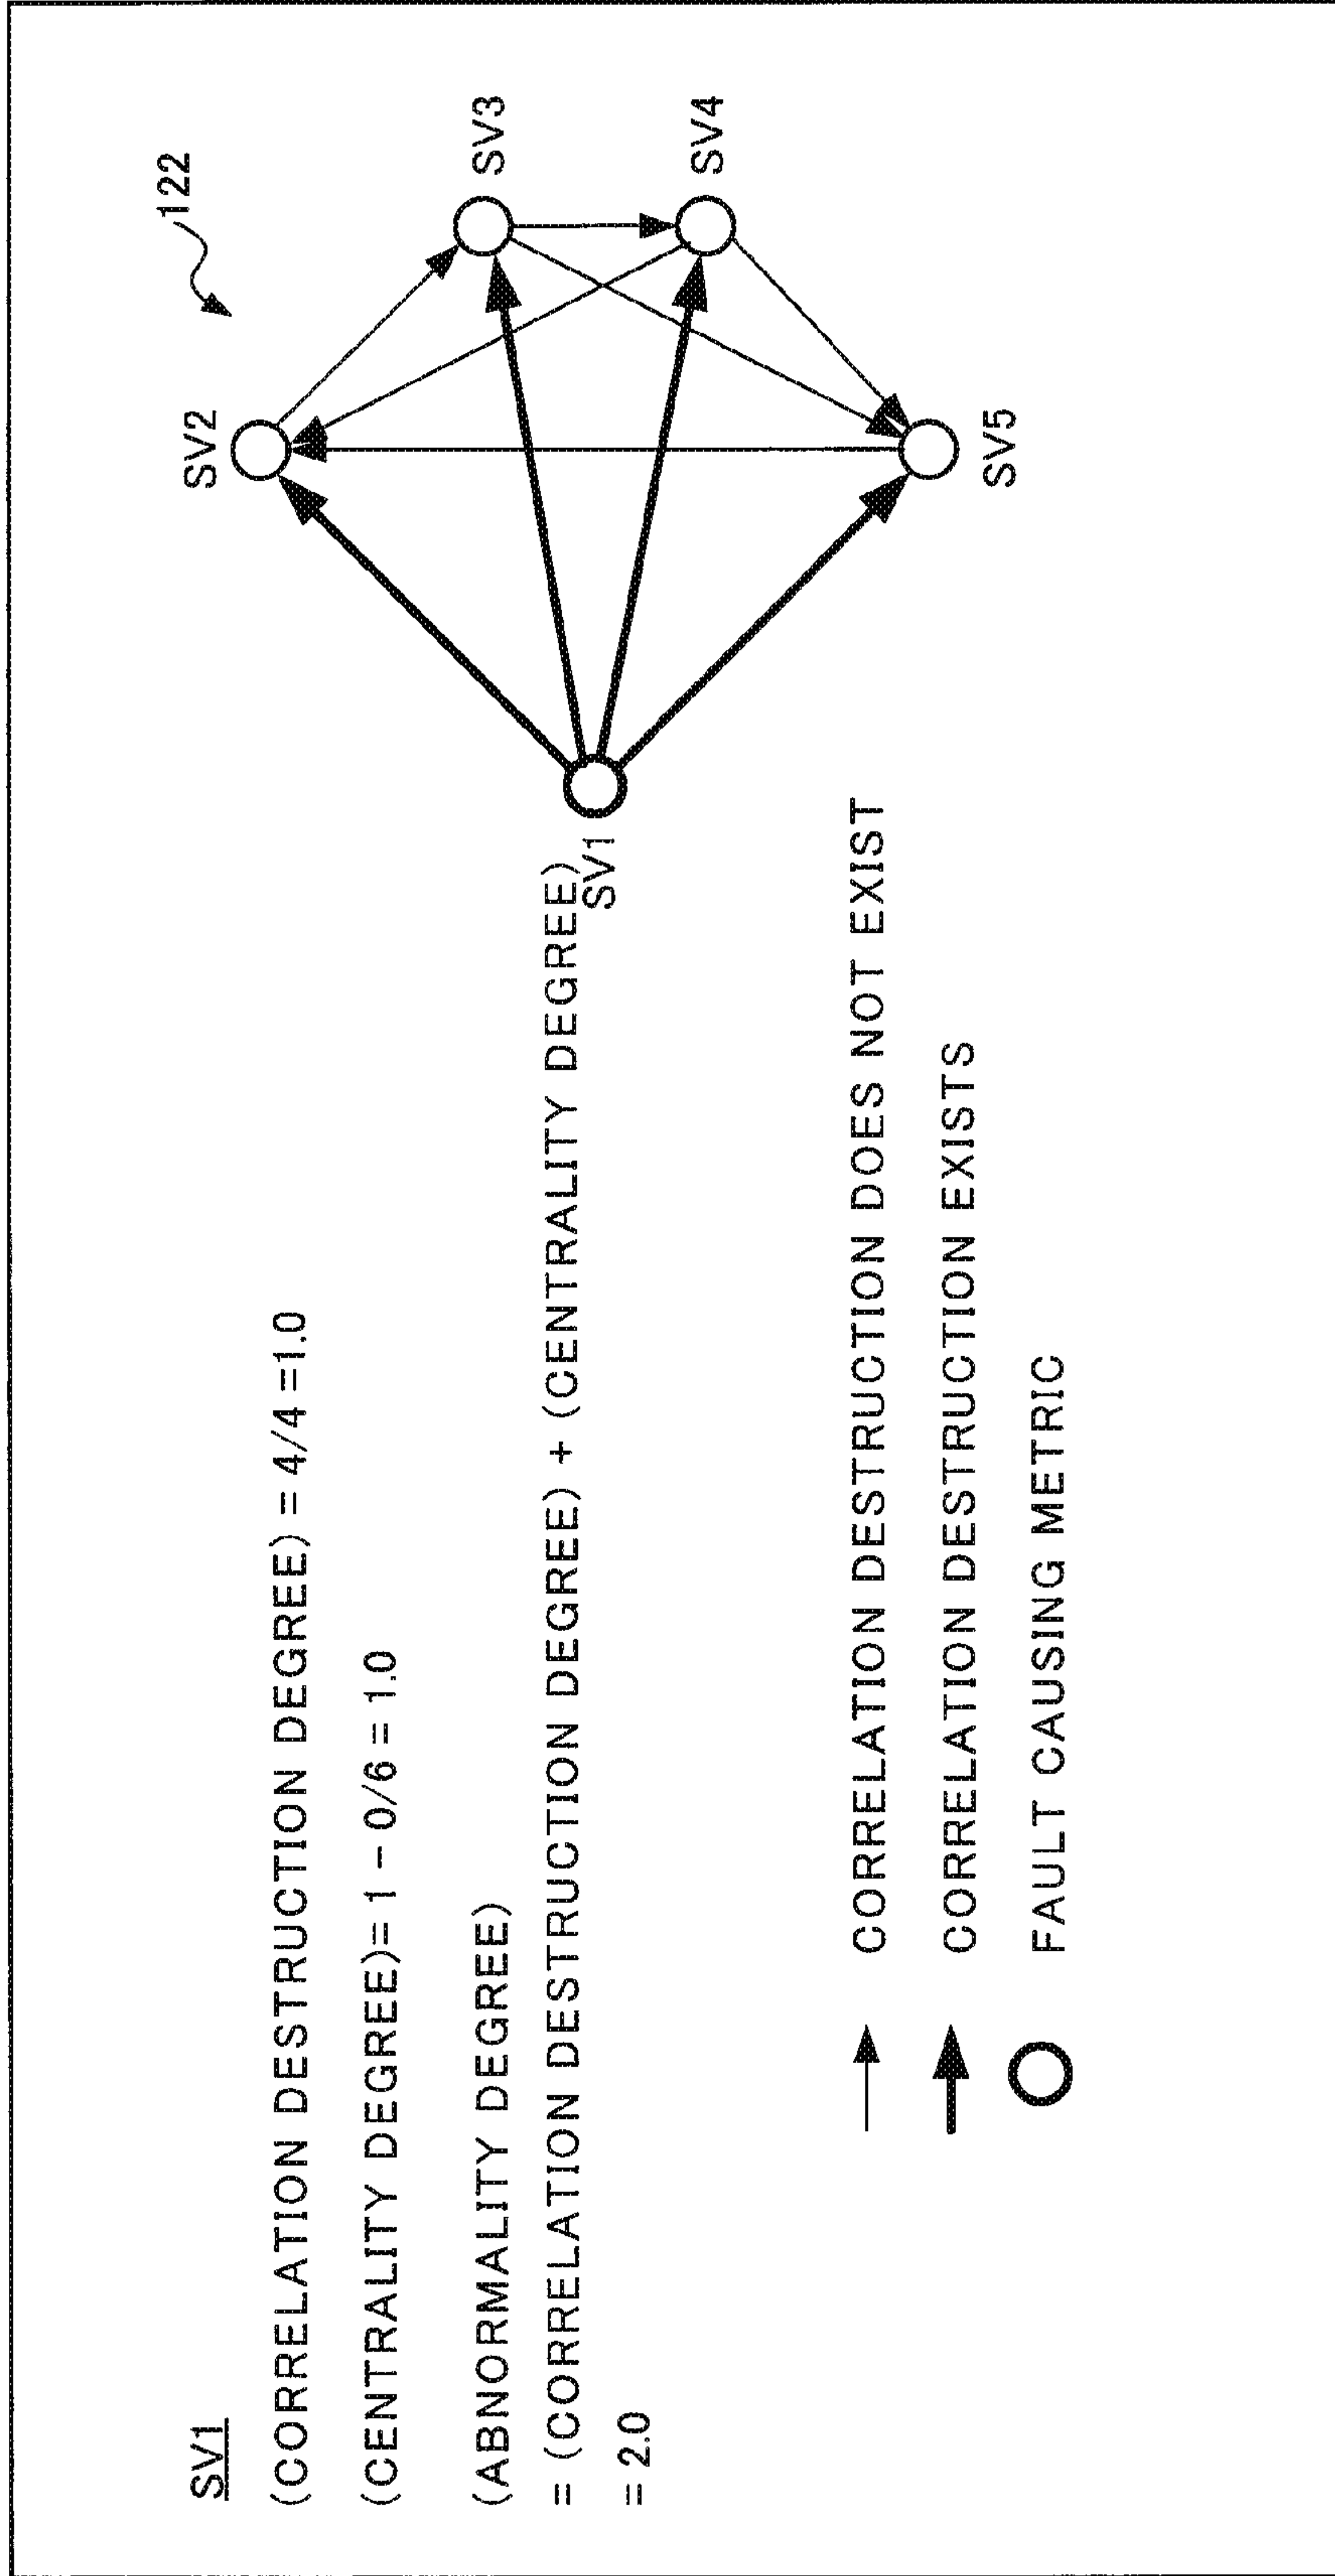 SV1
(CORRELATION DESTRUCTION DEGREE) = 4/4 =1.0
(CENTRALITY DEGREE)= 1 - 0/6 = 1.0
(ABNORMALITY DEGREE)
= (CORRELATION DESTRUCTION DEGREE) + (CENTRALITY DEGREE)
= 2.0
122
SV2
SV3
SV1
SV4
SV5
CORRELATION DESTRUCTION DOES NOT EXIST
CORRELATION DESTRUCTION EXISTS
FAULT CAUSING METRIC